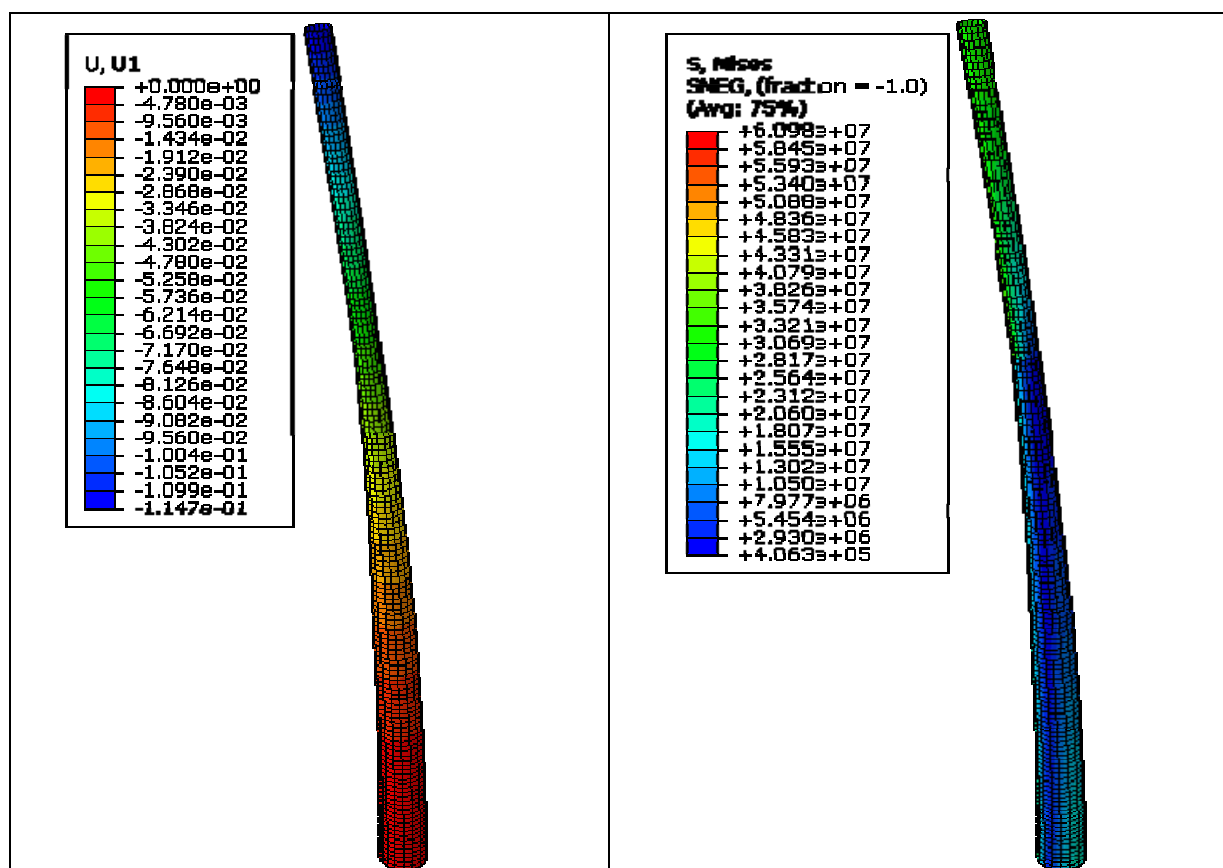 U, U1
+0.000e+00
-4.780e-03
-9.560e-03
-1.434e-02
-1.912e-02
-2.390e-02
-2.868e-02
-3.346e-02
-3.824e-02
-4.302e-02
-4.780e-02
-5.258e-02
-5.736e-02
-6.214e-02
-6.692e-02
-7.170e-02
-7.648e-02
-8.126e-02
-8.604e-02
-9.082e-02
-9.560e-02
-1.004e-01
-1.052e-01
-1.099e-01
-1.147e-01
S, Mises
SNEG, (fraction = -1.0)
(Avg: 75%)
+6.098e+07
+5.845e+07
+5.593e+07
+5.340e+07
+5.088e+07
+4.836e+07
+4.583e+07
+4.331e+07
+4.079e+07
+3.826e+07
+3.574e+07
+3.321e+07
+3.069e+07
+2.817e+07
+2.564e+07
+2.312e+07
+2.060e+07
+1.807e+07
+1.555e+07
+1.302e+07
+1.050e+07
+7.977e+06
+5.454e+06
+2.930e+06
+4.063e+05